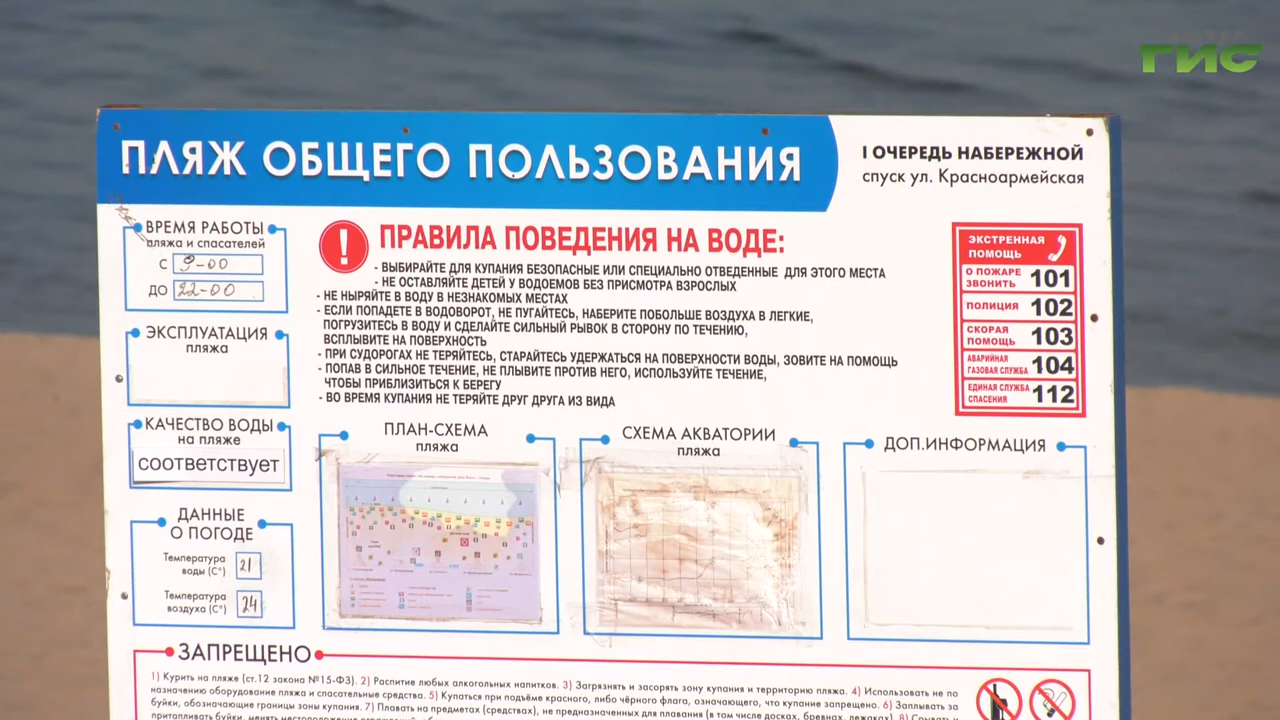 ГИС
ПЛЯЖ ОБЩЕГО ПОЛЬЗОВАНИЯ
I ОЧЕРЕДЬ НАБЕРЕЖНОЙ
спуск ул. Красноармейская
ВРЕМЯ РАБОТЫ
пляжа и спасателей
С 9-00
ДО 22-00
ЭКСПЛУАТАЦИЯ
пляжа
КАЧЕСТВО ВОДЫ
на пляже
соответствует
ДАННЫЕ
О ПОГОДЕ
Температура
воды (С°) 21
Температура
воздуха (С°) 24
! ПРАВИЛА ПОВЕДЕНИЯ НА ВОДЕ:
- ВЫБИРАЙТЕ ДЛЯ КУПАНИЯ БЕЗОПАСНЫЕ ИЛИ СПЕЦИАЛЬНО ОТВЕДЕННЫЕ ДЛЯ ЭТОГО МЕСТА
- НЕ ОСТАВЛЯЙТЕ ДЕТЕЙ У ВОДОЕМОВ БЕЗ ПРИСМОТРА ВЗРОСЛЫХ
- НЕ НЫРЯЙТЕ В ВОДУ В НЕЗНАКОМЫХ МЕСТАХ
- ЕСЛИ ПОПАДЕТЕ В ВОДОВОРОТ, НЕ ПУГАЙТЕСЬ, НАБЕРИТЕ ПОБОЛЬШЕ ВОЗДУХА В ЛЕГКИЕ,
ПОГРУЗИТЕСЬ В ВОДУ И СДЕЛАЙТЕ СИЛЬНЫЙ РЫВОК В СТОРОНУ ПО ТЕЧЕНИЮ,
ВСПЛЫВИТЕ НА ПОВЕРХНОСТЬ
- ПРИ СУДОРОГАХ НЕ ТЕРЯЙТЕСЬ, СТАРАЙТЕСЬ УДЕРЖАТЬСЯ НА ПОВЕРХНОСТИ ВОДЫ, ЗОВИТЕ НА ПОМОЩЬ
- ПОПАВ В СИЛЬНОЕ ТЕЧЕНИЕ, НЕ ПЛЫВИТЕ ПРОТИВ НЕГО, ИСПОЛЬЗУЙТЕ ТЕЧЕНИЕ,
ЧТОБЫ ПРИБЛИЗИТЬСЯ К БЕРЕГУ
- ВО ВРЕМЯ КУПАНИЯ НЕ ТЕРЯЙТЕ ДРУГ ДРУГА ИЗ ВИДА
ЭКСТРЕННАЯ
ПОМОЩЬ
О ПОЖАРЕ
ЗВОНИТЬ 101
ПОЛИЦИЯ 102
СКОРАЯ
ПОМОЩЬ 103
АВАРИЙНАЯ
ГАЗОВАЯ СЛУЖБА 104
ЕДИНАЯ СЛУЖБА
СПАСЕНИЯ 112
ПЛАН-СХЕМА
пляжа
СХЕМА АКВАТОРИИ
пляжа
ДОП.ИНФОРМАЦИЯ
ЗАПРЕЩЕНО
1) Курить на пляже (ст.12 закона №15-ФЗ). 2) Распитие любых алкогольных напитков. 3) Загрязнять и засорять зону купания и территорию пляжа. 4) Использовать не по
назначению оборудование пляжа и спасательные средства. 5) Купаться при подъёме красного, либо чёрного флага, означающего, что купание запрещено. 6) Заплывать за
буйки, обозначающие границы зоны купания. 7) Плавать на предметах (средствах), не предназначенных для плавания (в том числе досках, бревнах, лежаках). 8)